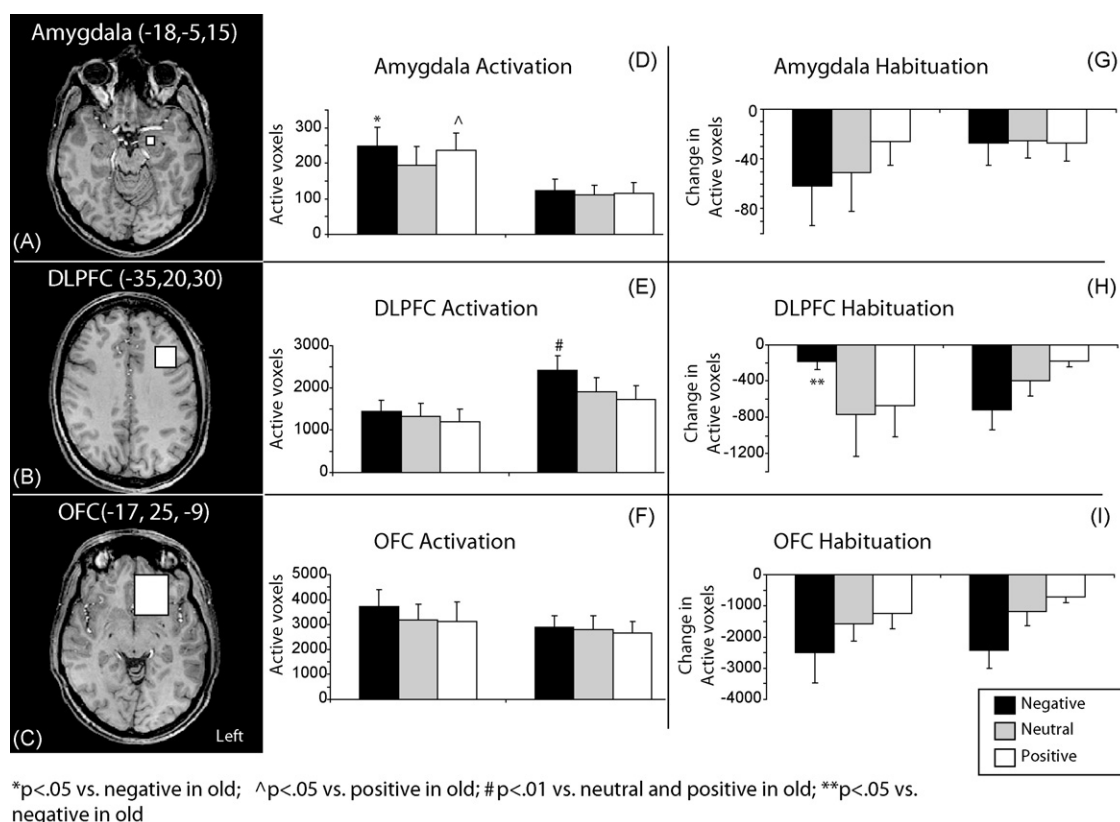 Amygdala (-18,-5,15)
(A)
Amygdala Activation
(D)
Active voxels
300
200
100
0
*
^
Amygdala Habituation
(G)
Change in
Active voxels
0
-40
-80
DLPFC (-35,20,30)
(B)
DLPFC Activation
(E)
Active voxels
3000
2000
1000
0
#
DLPFC Habituation
(H)
Change in
Active voxels
0
-400
-800
-1200
**
OFC(-17, 25, -9)
(C)
Left
OFC Activation
(F)
Active voxels
5000
4000
3000
2000
1000
0
OFC Habituation
(I)
Change in
Active voxels
0
-1000
-2000
-3000
-4000
Negative
Neutral
Positive
*p<.05 vs. negative in old; ^p<.05 vs. positive in old; #p<.01 vs. neutral and positive in old; **p<.05 vs.
negative in old